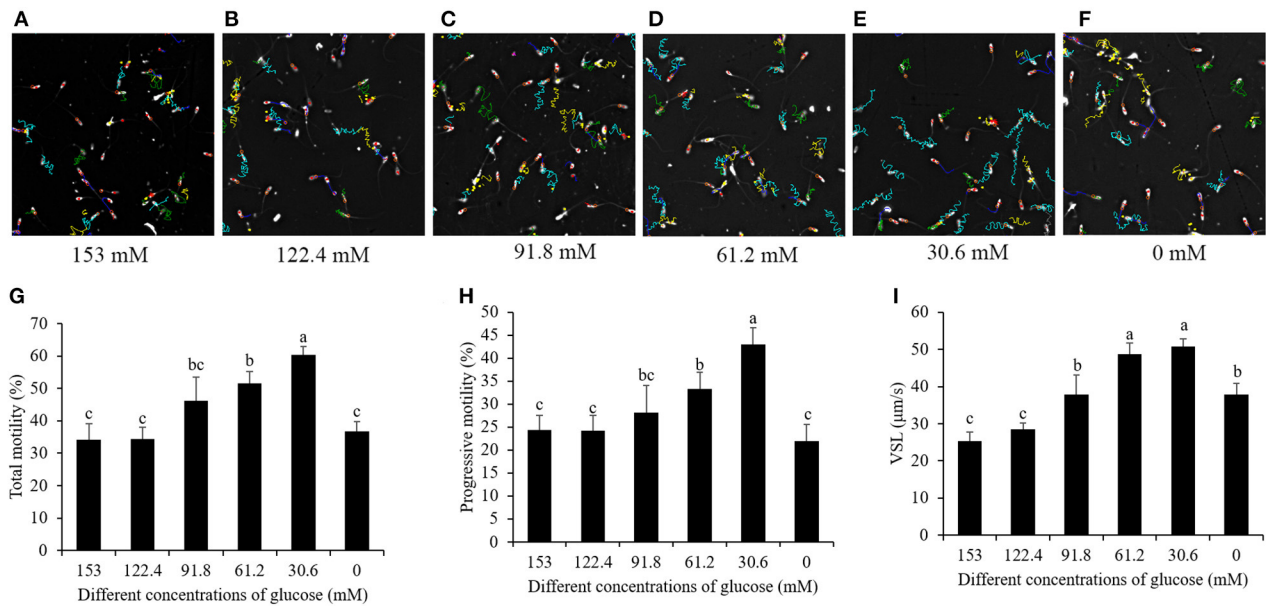 A B C D E F
153 mM 122.4 mM 91.8 mM 61.2 mM 30.6 mM 0 mM
G
Total motility (%)
70
60
50
40
30
20
10
0
c c bc b a c
153 122.4 91.8 61.2 30.6 0
Different concentrations of glucose (mM)
H
Progressive motility (%)
50
45
40
35
30
25
20
15
10
5
0
c c bc b a c
153 122.4 91.8 61.2 30.6 0
Different concentrations of glucose (mM)
I
VSL (μm/s)
60
50
40
30
20
10
0
c c b a a b
153 122.4 91.8 61.2 30.6 0
Different concentrations of glucose (mM)